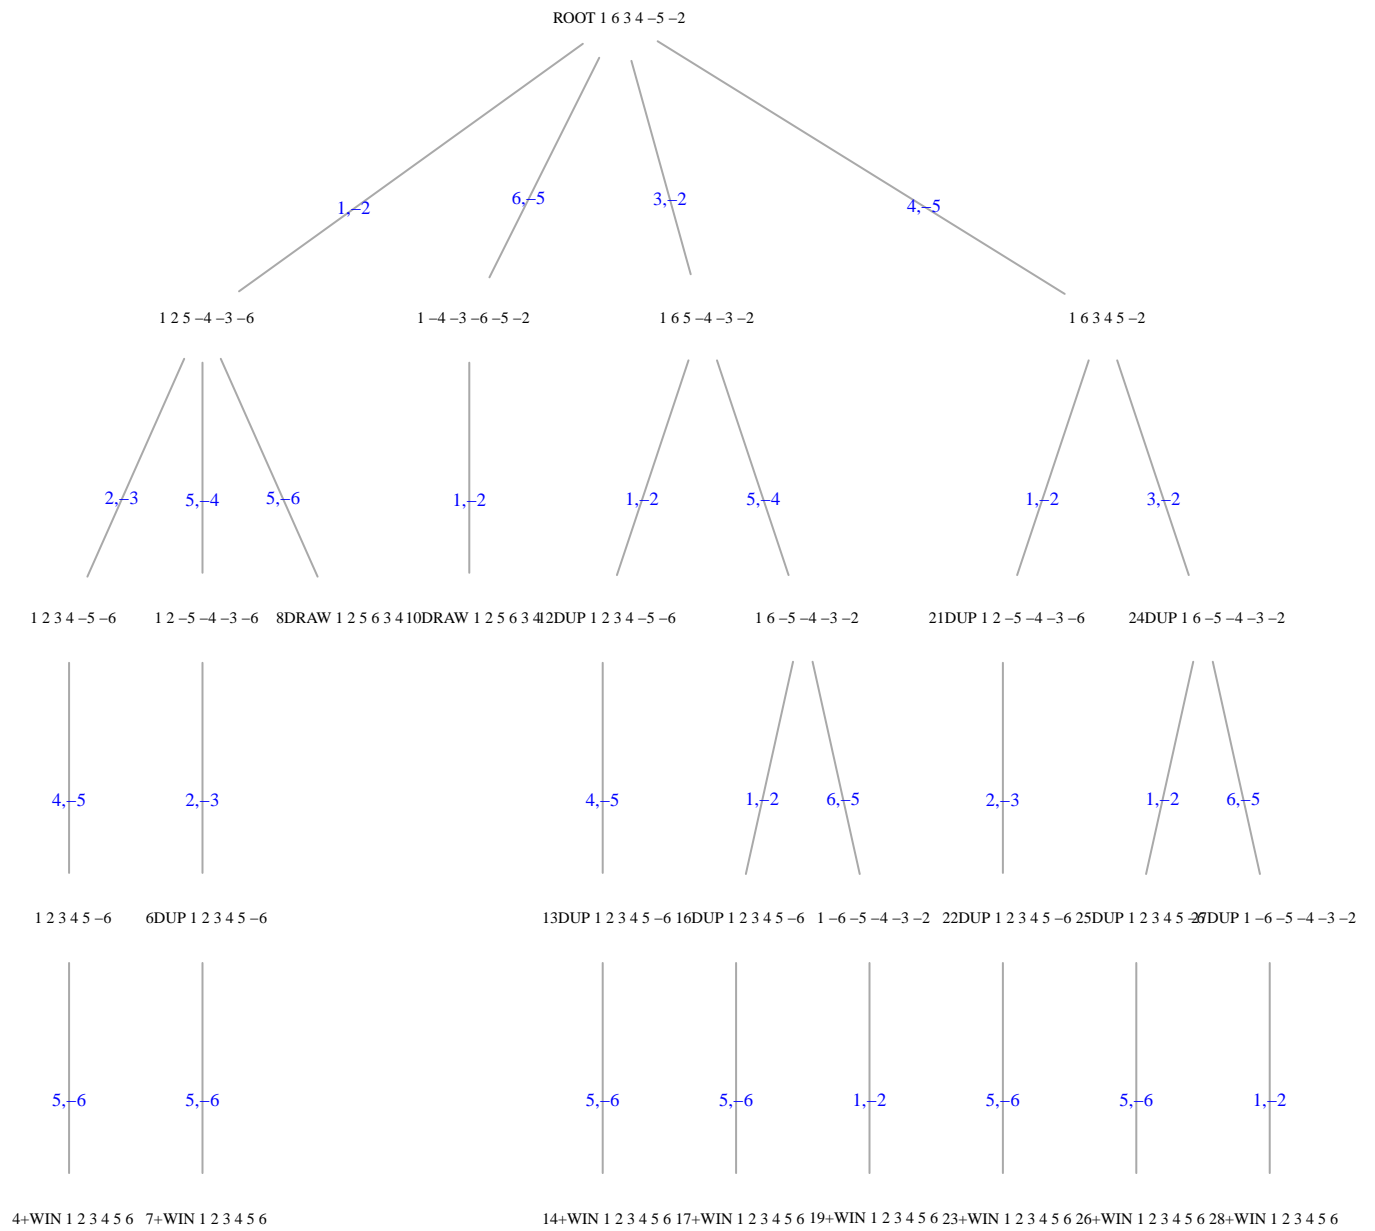 ROOT 1 6 3 4 –5 –2
1,–2 6,–5 3,–2 4,–5
1 2 5 –4 –3 –6 1 –4 –3 –6 –5 –2 1 6 5 –4 –3 –2 1 6 3 4 5 –2
2,–3 5,–4 5,–6 1,–2 1,–2 5,–4 1,–2 3,–2
1 2 3 4 –5 –6 1 2 –5 –4 –3 –6 8DRAW 1 2 5 6 3 4 10DRAW 1 2 5 6 3 4 12DUP 1 2 3 4 –5 –6 1 6 –5 –4 –3 –2 21DUP 1 2 –5 –4 –3 –6 24DUP 1 6 –5 –4 –3 –2
4,–5 2,–3 4,–5 1,–2 6,–5 2,–3 1,–2 6,–5
1 2 3 4 5 –6 6DUP 1 2 3 4 5 –6 13DUP 1 2 3 4 5 –6 16DUP 1 2 3 4 5 –6 1 –6 –5 –4 –3 –2 22DUP 1 2 3 4 5 –6 25DUP 1 2 3 4 5 –6 27DUP 1 –6 –5 –4 –3 –2
5,–6 5,–6 5,–6 5,–6 1,–2 5,–6 5,–6 1,–2
4+WIN 1 2 3 4 5 6 7+WIN 1 2 3 4 5 6 14+WIN 1 2 3 4 5 6 17+WIN 1 2 3 4 5 6 19+WIN 1 2 3 4 5 6 23+WIN 1 2 3 4 5 6 26+WIN 1 2 3 4 5 6 28+WIN 1 2 3 4 5 6